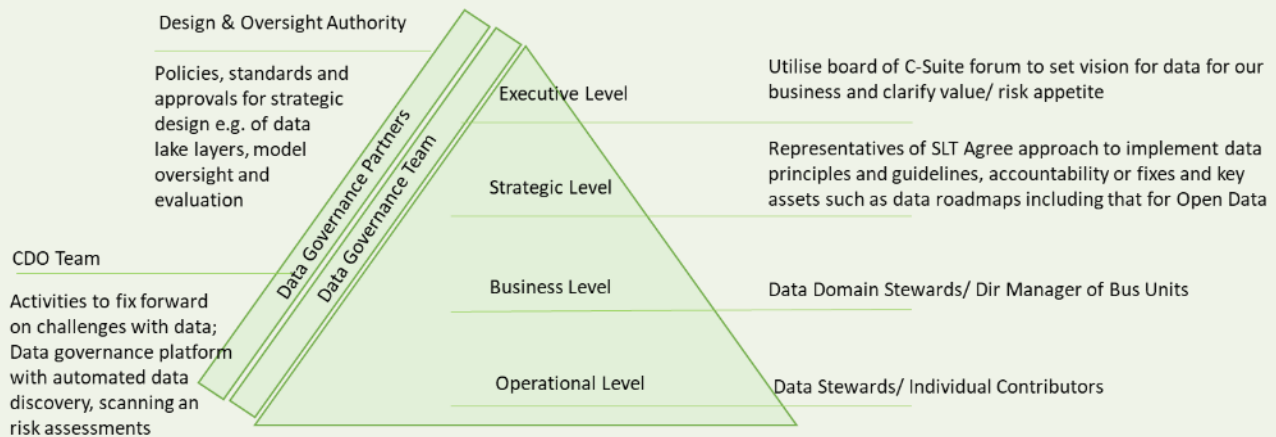 Design & Oversight Authority
Policies, standards and
approvals for strategic
design e.g. of data
lake layers, model
oversight and
evaluation
CDO Team
Activities to fix forward
on challenges with data;
Data governance platform
with automated data
discovery, scanning an
risk assessments
Data Governance Partners
Data Governance Team
Executive Level
Utilise board of C-Suite forum to set vision for data for our
business and clarify value/ risk appetite
Strategic Level
Representatives of SLT Agree approach to implement data
principles and guidelines, accountability or fixes and key
assets such as data roadmaps including that for Open Data
Business Level
Data Domain Stewards/ Dir Manager of Bus Units
Operational Level
Data Stewards/ Individual Contributors